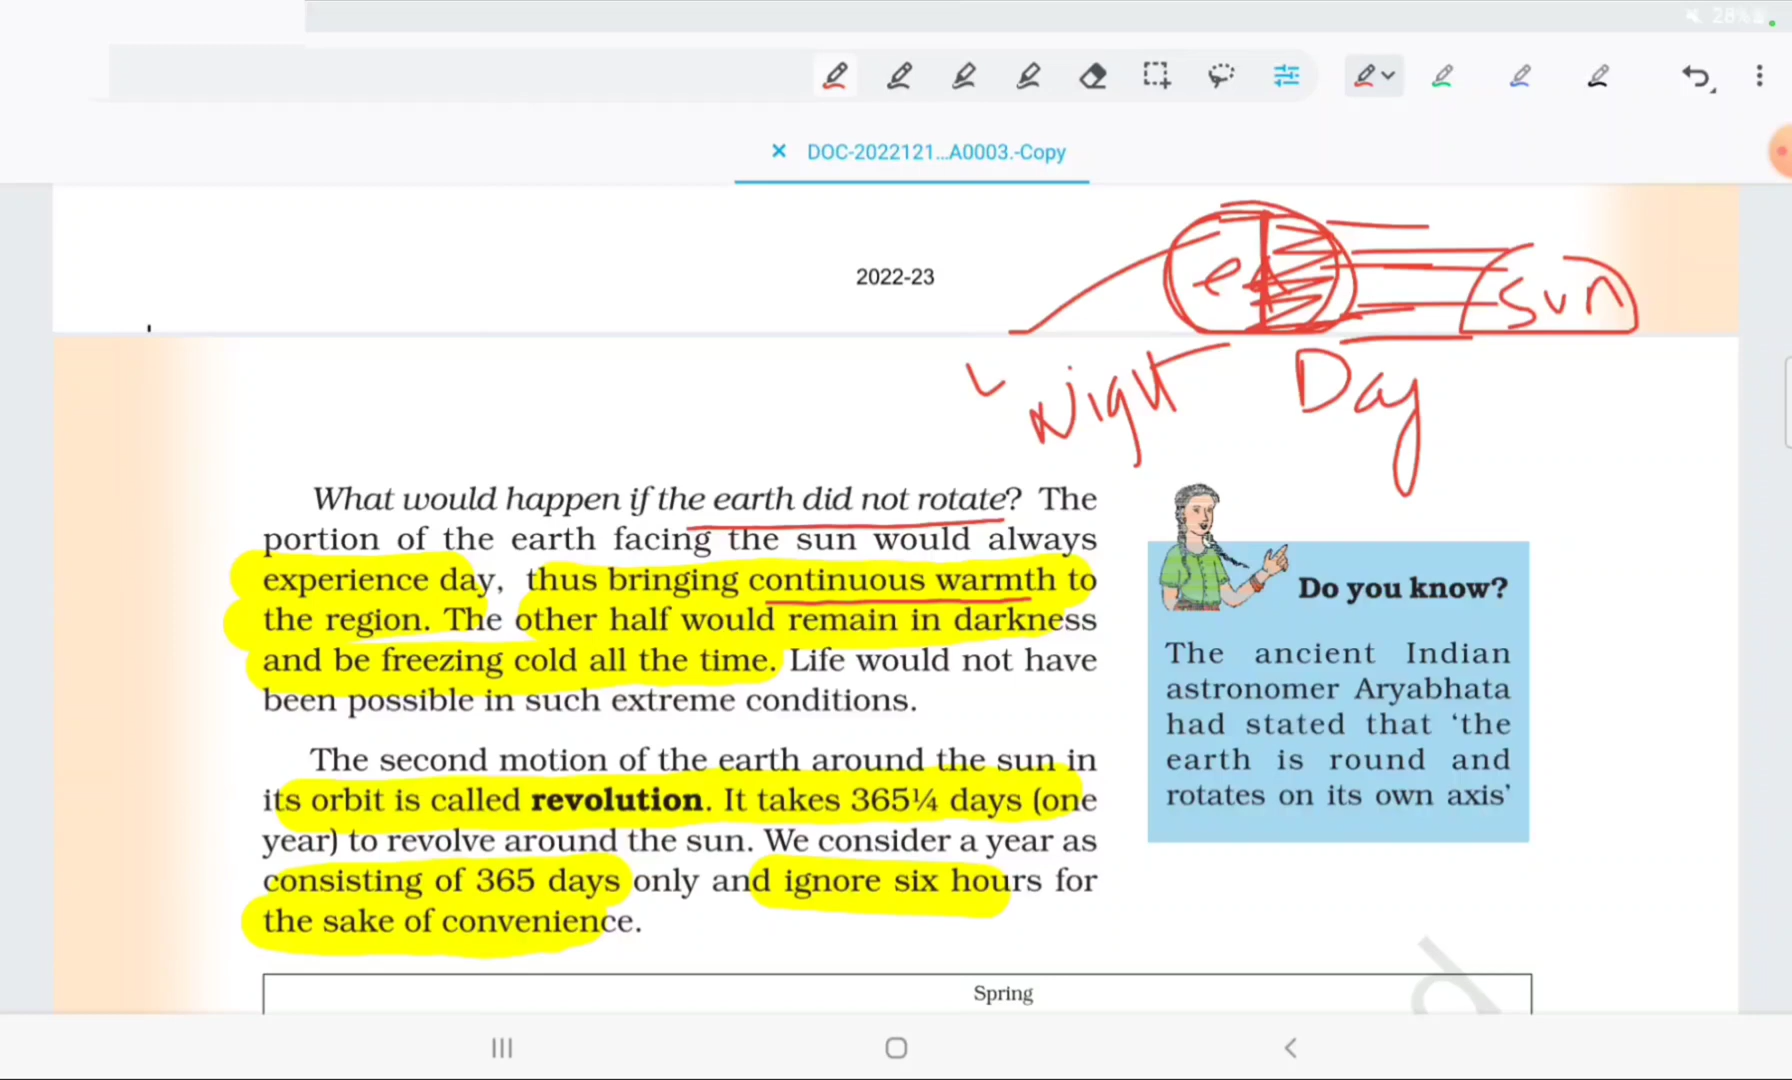 28%
DOC-2022121...A0003.-Copy
2022-23
Sun
Night Day
What would happen if the earth did not rotate? The
portion of the earth facing the sun would always
experience day, thus bringing continuous warmth to
the region. The other half would remain in darkness
and be freezing cold all the time. Life would not have
been possible in such extreme conditions.
The second motion of the earth around the sun in
its orbit is called revolution. It takes 365¼ days (one
year) to revolve around the sun. We consider a year as
consisting of 365 days only and ignore six hours for
the sake of convenience.
Do you know?
The ancient Indian
astronomer Aryabhata
had stated that ‘the
earth is round and
rotates on its own axis’
Spring